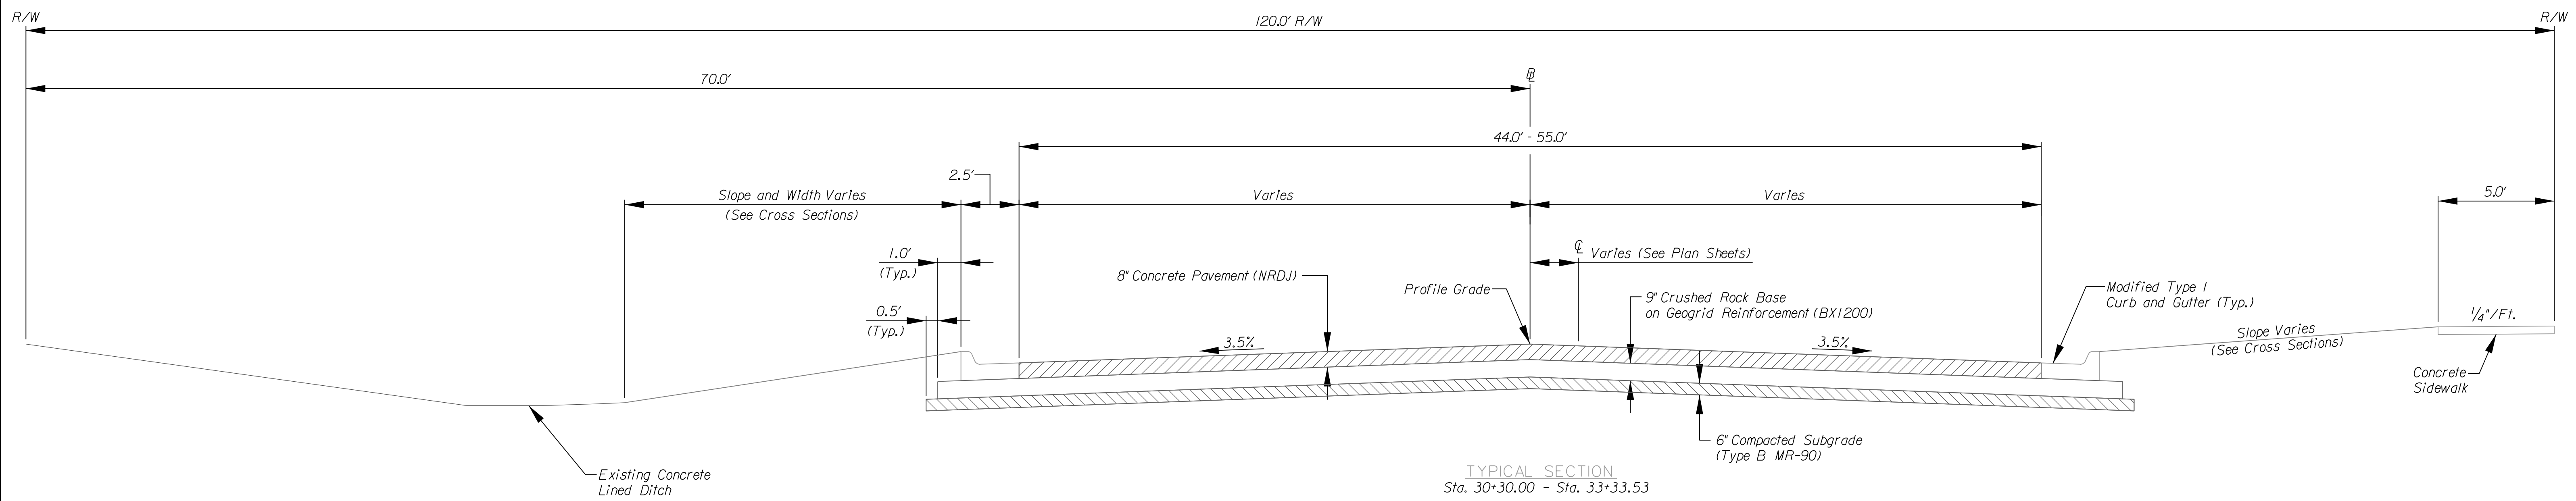 R/W
120.0' R/W
R/W
70.0'
BL
44.0' - 55.0'
2.5'
Slope and Width Varies
(See Cross Sections)
Varies
Varies
5.0'
1.0'
(Typ.)
CL Varies (See Plan Sheets)
8" Concrete Pavement (NRDJ)
Profile Grade
9" Crushed Rock Base
on Geogrid Reinforcement (BX1200)
Modified Type 1
Curb and Gutter (Typ.)
0.5'
(Typ.)
1/4"/Ft.
3.5%
3.5%
Slope Varies
(See Cross Sections)
Concrete
Sidewalk
6" Compacted Subgrade
(Type B MR-90)
Existing Concrete
Lined Ditch
TYPICAL SECTION
Sta. 30+30.00 - Sta. 33+33.53